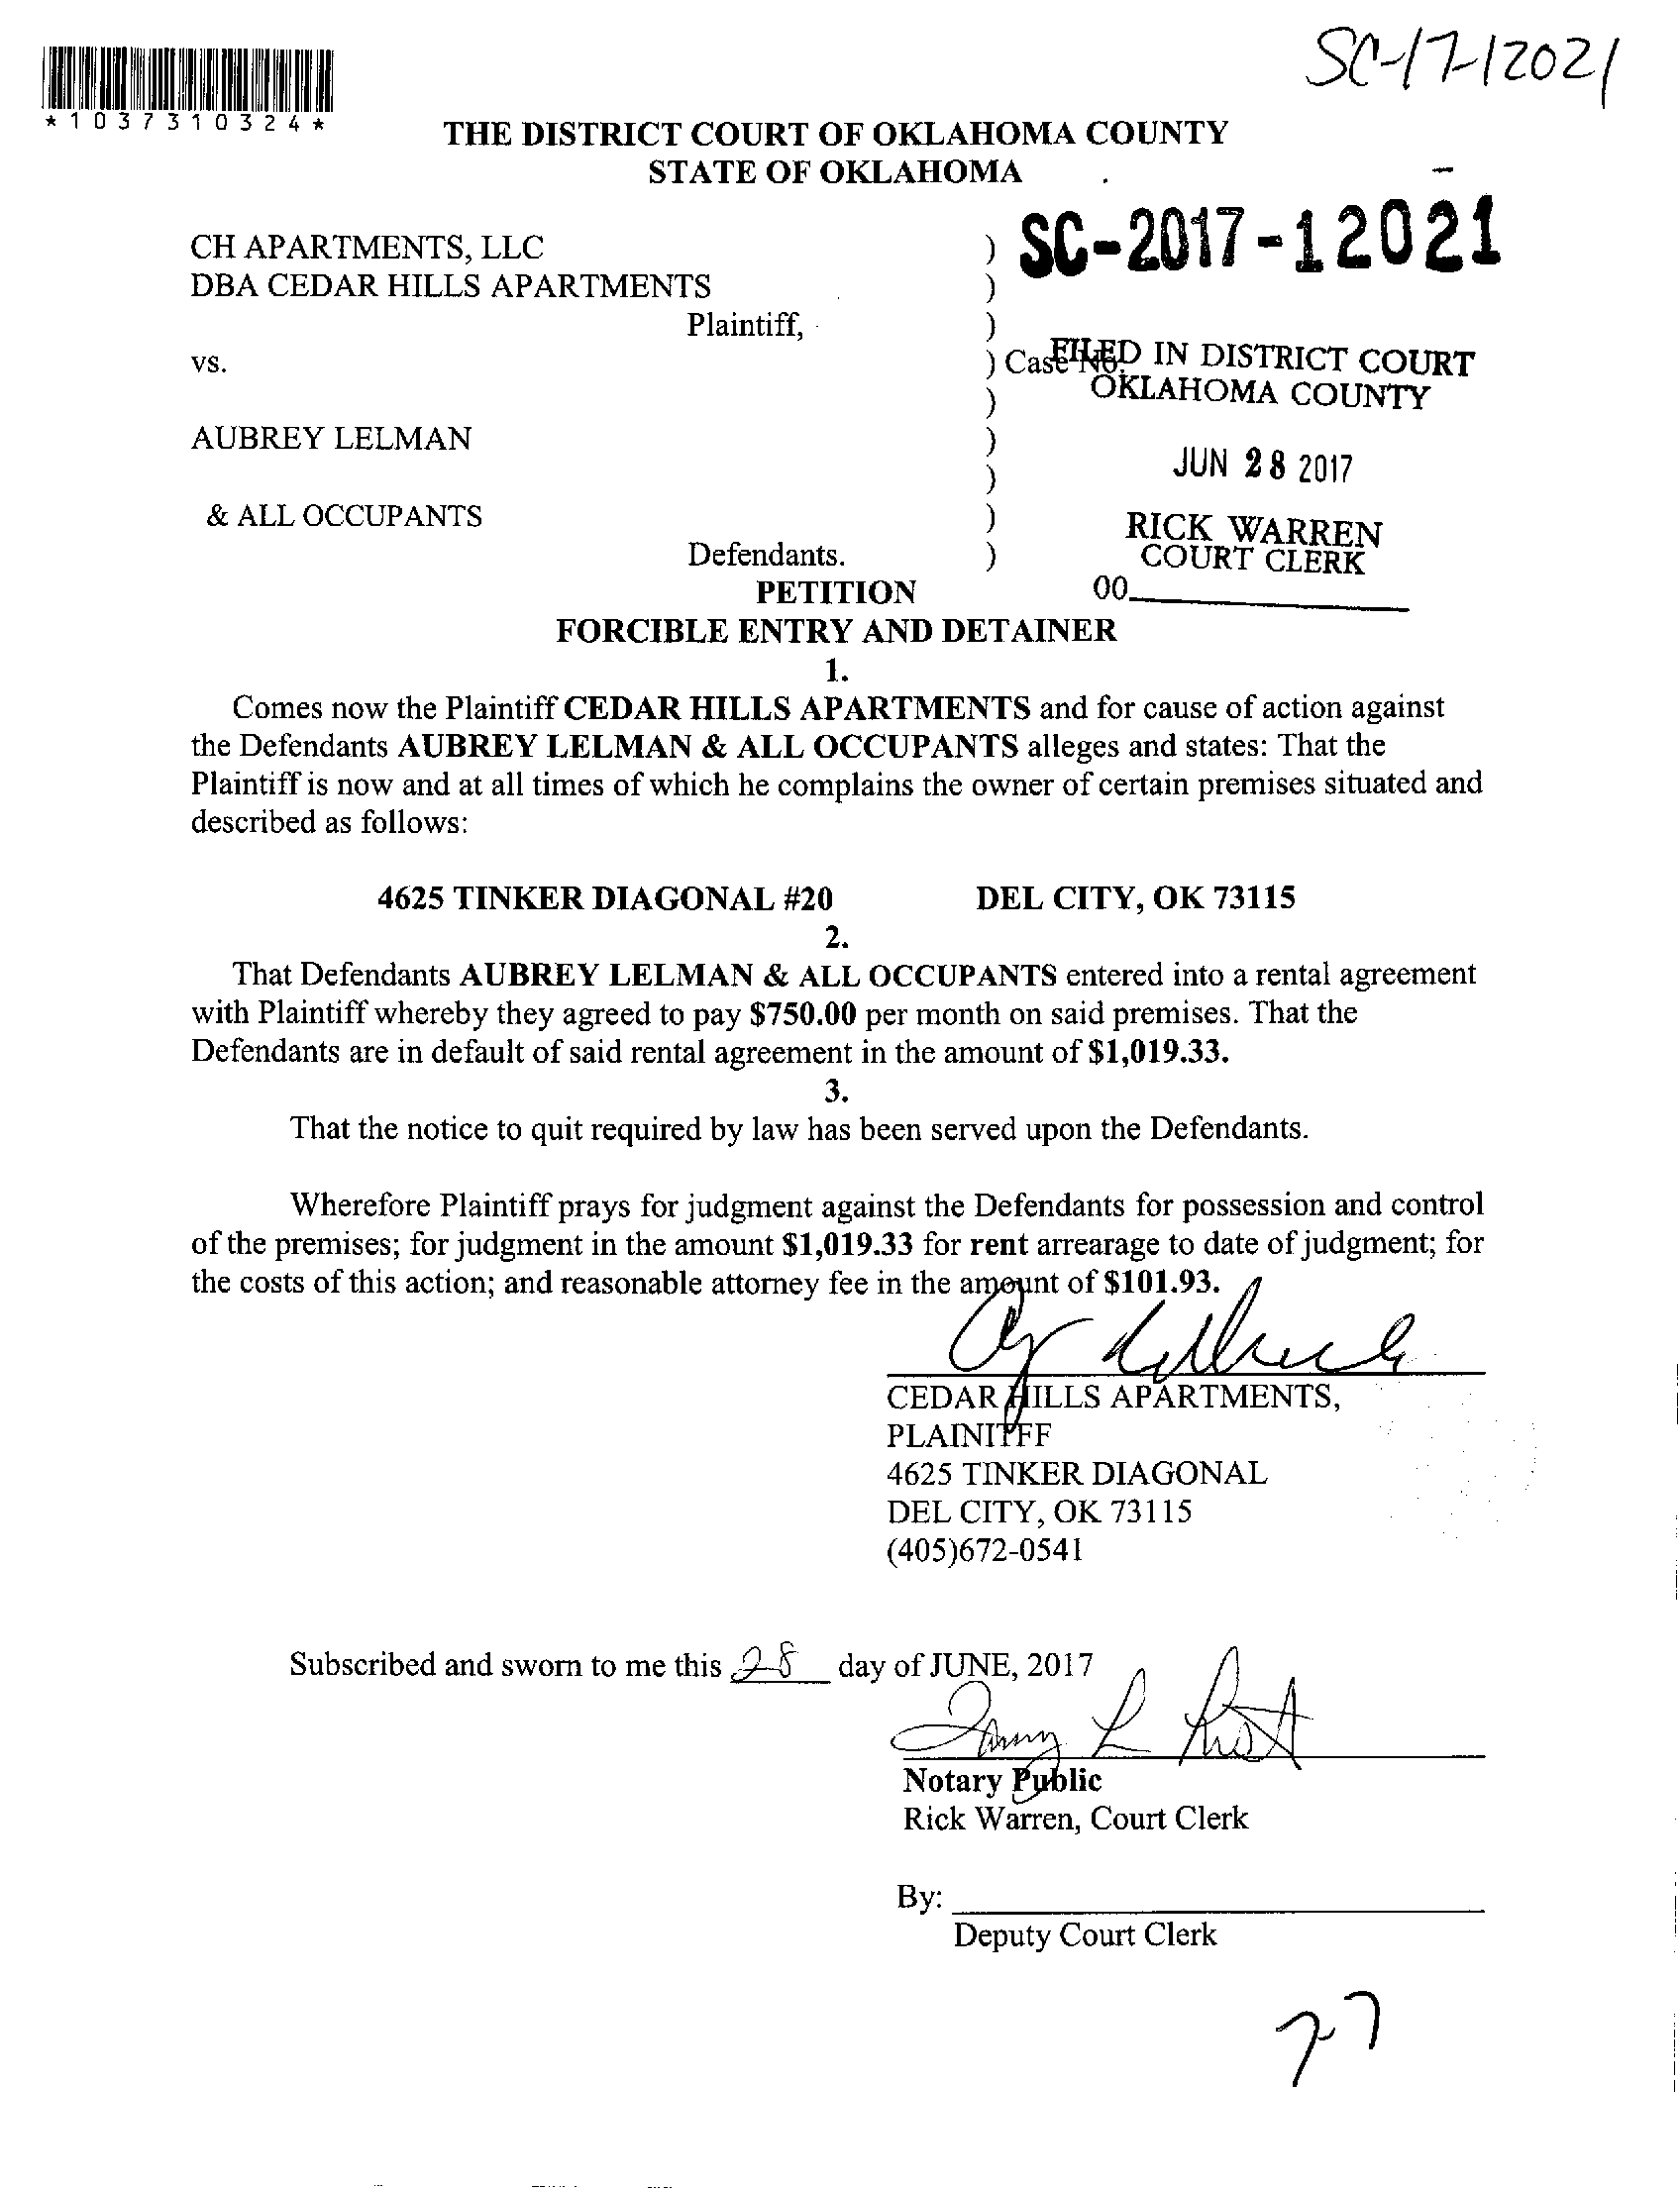 SC-17-12021
*1037310324*
THE DISTRICT COURT OF OKLAHOMA COUNTY
STATE OF OKLAHOMA
CH APARTMENTS, LLC ) SC-2017-12021
DBA CEDAR HILLS APARTMENTS )
Plaintiff, )
vs. ) Case No. FILED IN DISTRICT COURT
) OKLAHOMA COUNTY
AUBREY LELMAN )
) JUN 28 2017
& ALL OCCUPANTS ) RICK WARREN
Defendants. ) COURT CLERK
PETITION 00
FORCIBLE ENTRY AND DETAINER
1.
Comes now the Plaintiff CEDAR HILLS APARTMENTS and for cause of action against
the Defendants AUBREY LELMAN & ALL OCCUPANTS alleges and states: That the
Plaintiff is now and at all times of which he complains the owner of certain premises situated and
described as follows:
4625 TINKER DIAGONAL #20 DEL CITY, OK 73115
2.
That Defendants AUBREY LELMAN & ALL OCCUPANTS entered into a rental agreement
with Plaintiff whereby they agreed to pay $750.00 per month on said premises. That the
Defendants are in default of said rental agreement in the amount of $1,019.33.
3.
That the notice to quit required by law has been served upon the Defendants.
Wherefore Plaintiff prays for judgment against the Defendants for possession and control
of the premises; for judgment in the amount $1,019.33 for rent arrearage to date of judgment; for
the costs of this action; and reasonable attorney fee in the amount of $101.93.
CEDAR HILLS APARTMENTS,
PLAINITFF
4625 TINKER DIAGONAL
DEL CITY, OK 73115
(405)672-0541
Subscribed and sworn to me this 28 day of JUNE, 2017
Notary Public
Rick Warren, Court Clerk
By:
Deputy Court Clerk
77